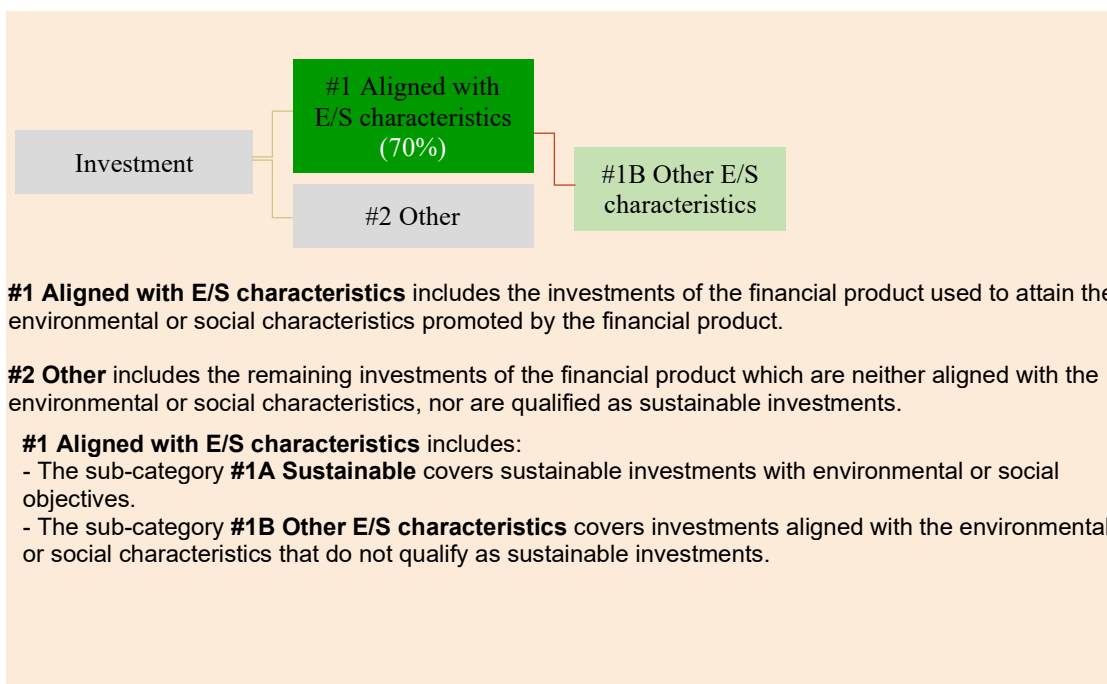 #1 Aligned with
E/S characteristics
(70%)
Investment
#1B Other E/S
characteristics
#2 Other
#1 Aligned with E/S characteristics includes the investments of the financial product used to attain the
environmental or social characteristics promoted by the financial product.
#2 Other includes the remaining investments of the financial product which are neither aligned with the
environmental or social characteristics, nor are qualified as sustainable investments.
#1 Aligned with E/S characteristics includes:
- The sub-category #1A Sustainable covers sustainable investments with environmental or social
objectives.
- The sub-category #1B Other E/S characteristics covers investments aligned with the environmental
or social characteristics that do not qualify as sustainable investments.